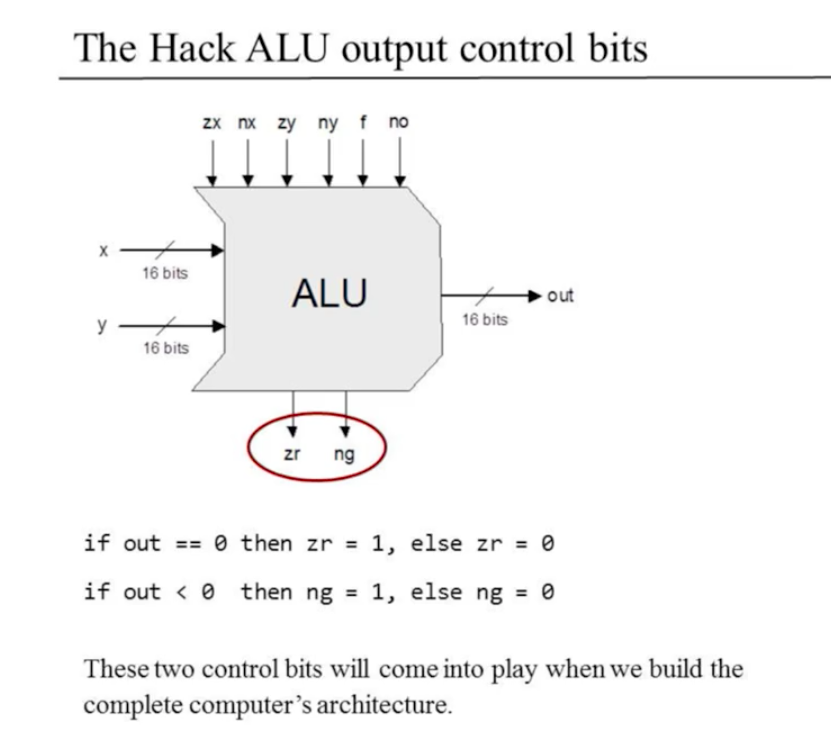 The Hack ALU output control bits
zx nx zy ny f no
x
16 bits
ALU
out
16 bits
y
16 bits
zr ng
if out == 0 then zr = 1, else zr = 0
if out < 0 then ng = 1, else ng = 0
These two control bits will come into play when we build the
complete computer's architecture.